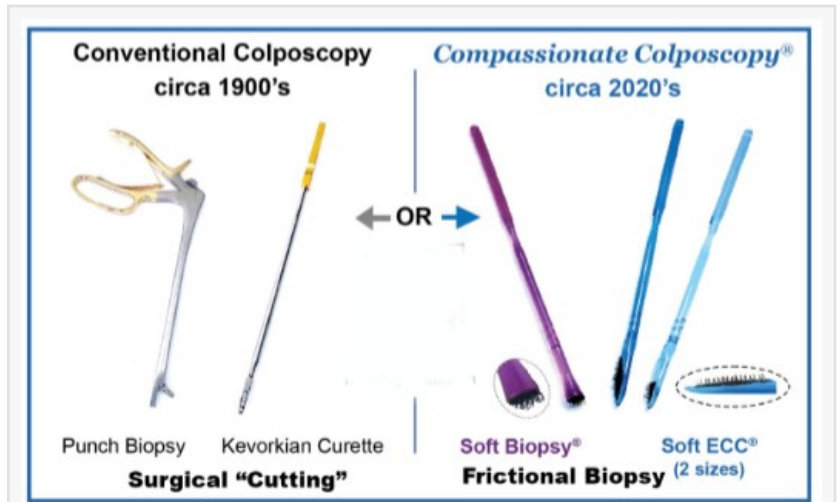 Conventional Colposcopy
circa 1900's
Compassionate Colposcopy®
circa 2020's
OR
Punch Biopsy
Kevorkian Curette
Surgical “Cutting”
Soft Biopsy®
Soft ECC®
(2 sizes)
Frictional Biopsy